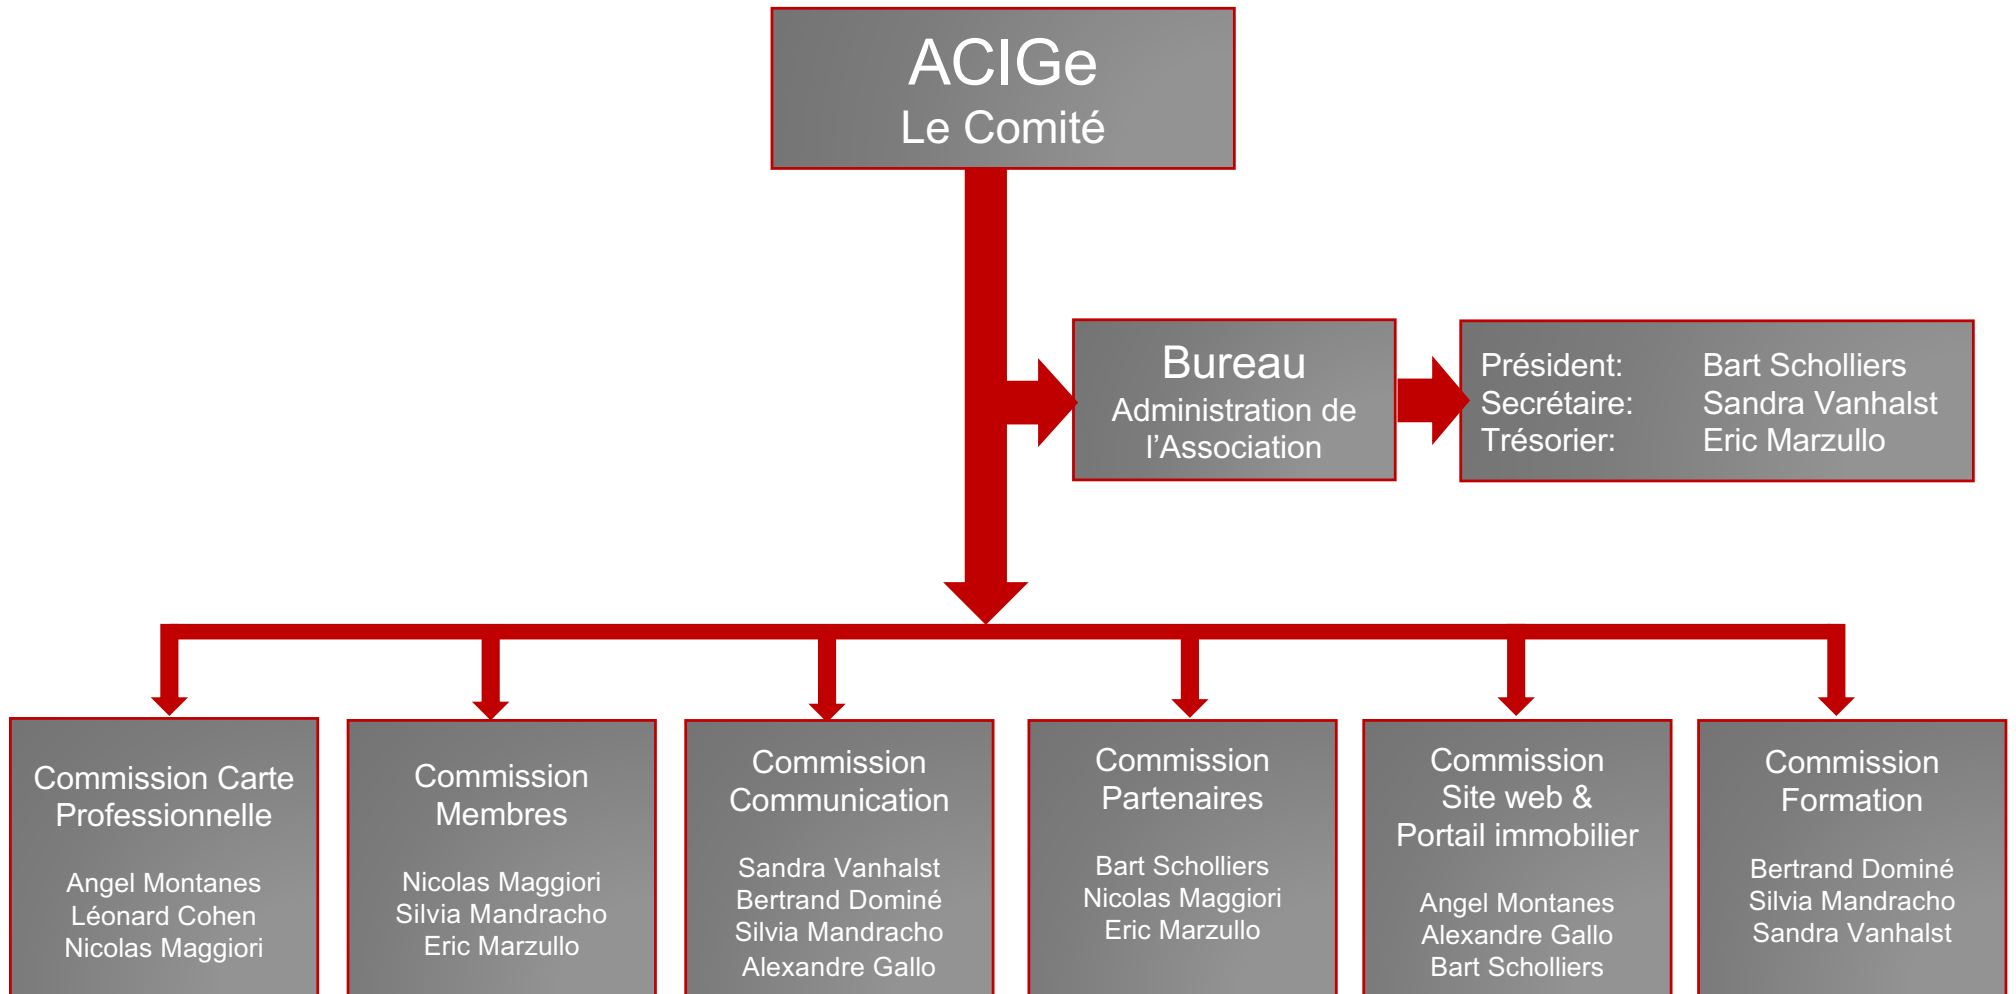 ACIGe
Le Comité
Bureau
Administration de
l’Association
Président: Bart Scholliers
Secrétaire: Sandra Vanhalst
Trésorier: Eric Marzullo
Commission Carte
Professionnelle
Angel Montanes
Léonard Cohen
Nicolas Maggiori
Commission
Membres
Nicolas Maggiori
Silvia Mandracho
Eric Marzullo
Commission
Communication
Sandra Vanhalst
Bertrand Dominé
Silvia Mandracho
Alexandre Gallo
Commission
Partenaires
Bart Scholliers
Nicolas Maggiori
Eric Marzullo
Commission
Site web &
Portail immobilier
Angel Montanes
Alexandre Gallo
Bart Scholliers
Commission
Formation
Bertrand Dominé
Silvia Mandracho
Sandra Vanhalst